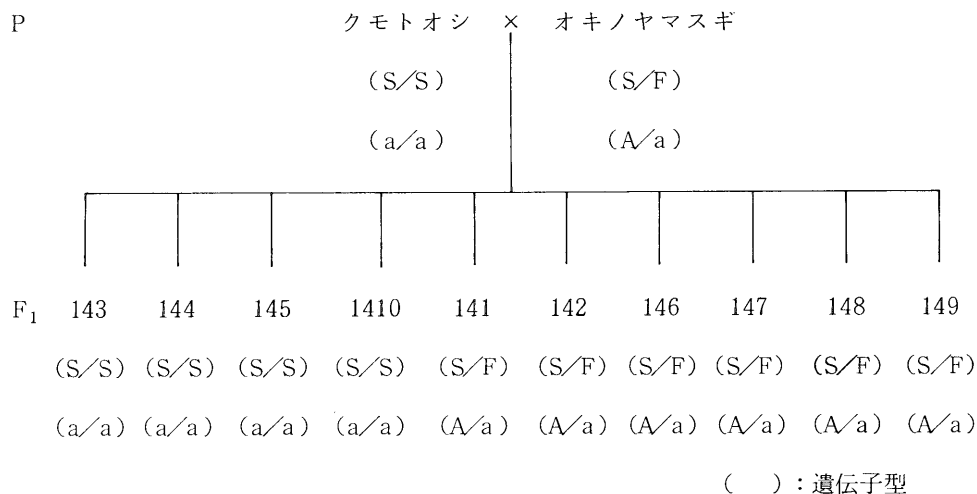 P クモトオシ × オキノヤマスギ
(S/S) (S/F)
(a/a) (A/a)
F₁ 143 144 145 1410 141 142 146 147 148 149
(S/S) (S/S) (S/S) (S/S) (S/F) (S/F) (S/F) (S/F) (S/F) (S/F)
(a/a) (a/a) (a/a) (a/a) (A/a) (A/a) (A/a) (A/a) (A/a) (A/a)
( ):遺伝子型